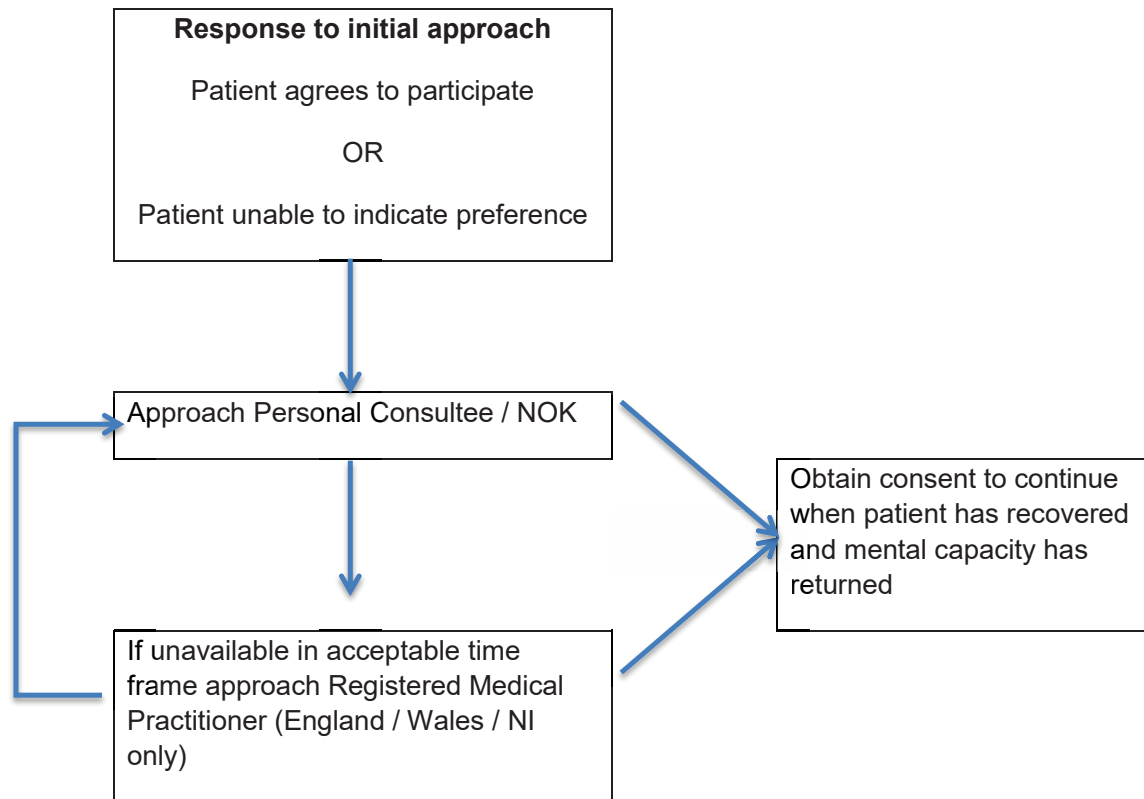 Response to initial approach
Patient agrees to participate
OR
Patient unable to indicate preference
Approach Personal Consultee / NOK
Obtain consent to continue
when patient has recovered
and mental capacity has
returned
If unavailable in acceptable time
frame approach Registered Medical
Practitioner (England / Wales / NI
only)